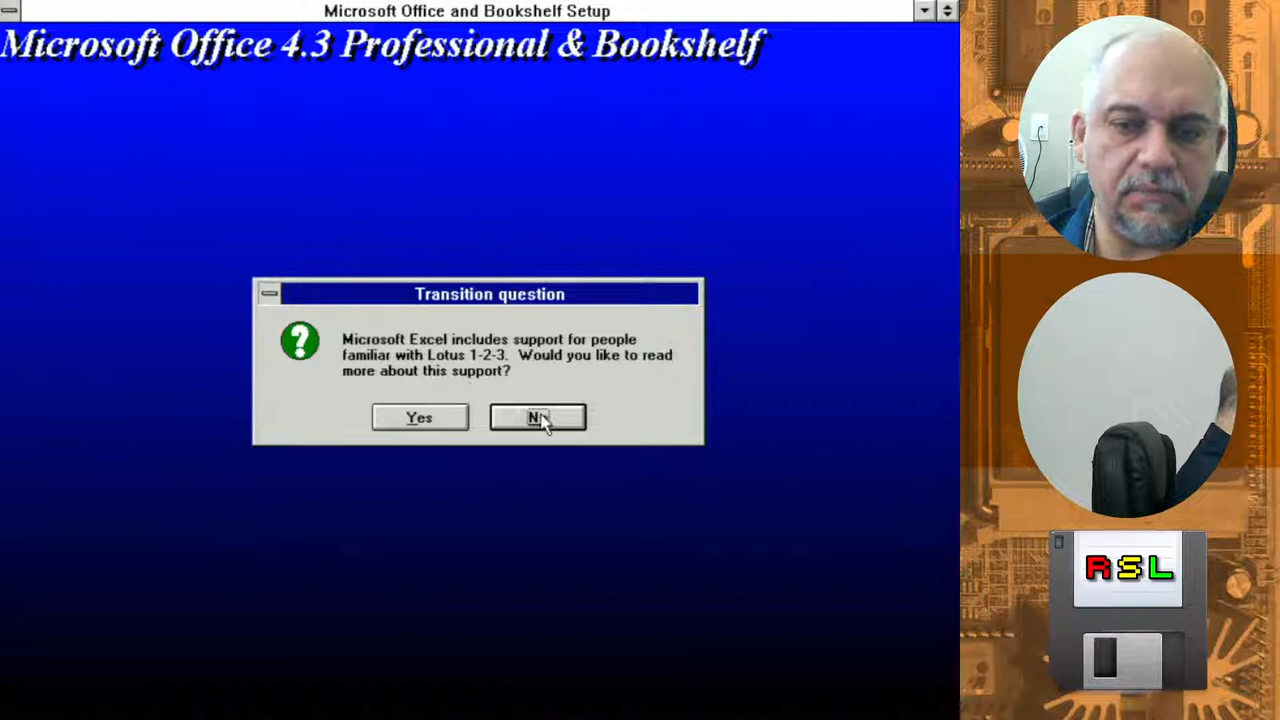 Microsoft Office and Bookshelf Setup
Microsoft Office 4.3 Professional & Bookshelf
Transition question
?
Microsoft Excel includes support for people
familiar with Lotus 1-2-3. Would you like to read
more about this support?
Yes
RSL